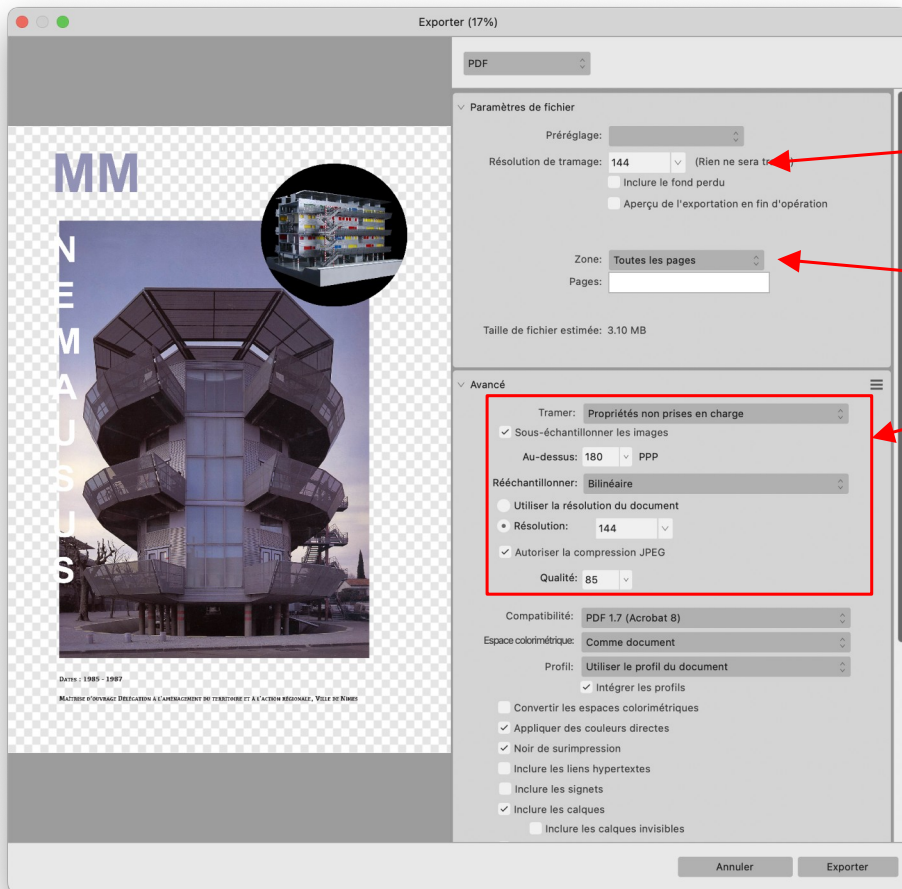 Exporter (17%)
PDF
Paramètres de fichier
Préréglage:
Résolution de tramage: 144 (Rien ne sera tr
Inclure le fond perdu
Aperçu de l'exportation en fin d'opération
Zone: Toutes les pages
Pages:
Taille de fichier estimée: 3.10 MB
Avancé
Tramer: Propriétés non prises en charge
Sous-échantillonner les images
Au-dessus: 180 PPP
Rééchantillonner: Bilinéaire
Utiliser la résolution du document
Résolution: 144
Autoriser la compression JPEG
Qualité: 85
Compatibilité: PDF 1.7 (Acrobat 8)
Espace colorimétrique: Comme document
Profil: Utiliser le profil du document
Intégrer les profils
Convertir les espaces colorimétriques
Appliquer des couleurs directes
Noir de surimpression
Inclure les liens hypertextes
Inclure les signets
Inclure les calques
Inclure les calques invisibles
Annuler
Exporter
MM
NEMAUSUS
Dates : 1985 - 1987
Maîtrise d'ouvrage Délégation à l'aménagement du territoire et à l'action régionale, Ville de Nîmes